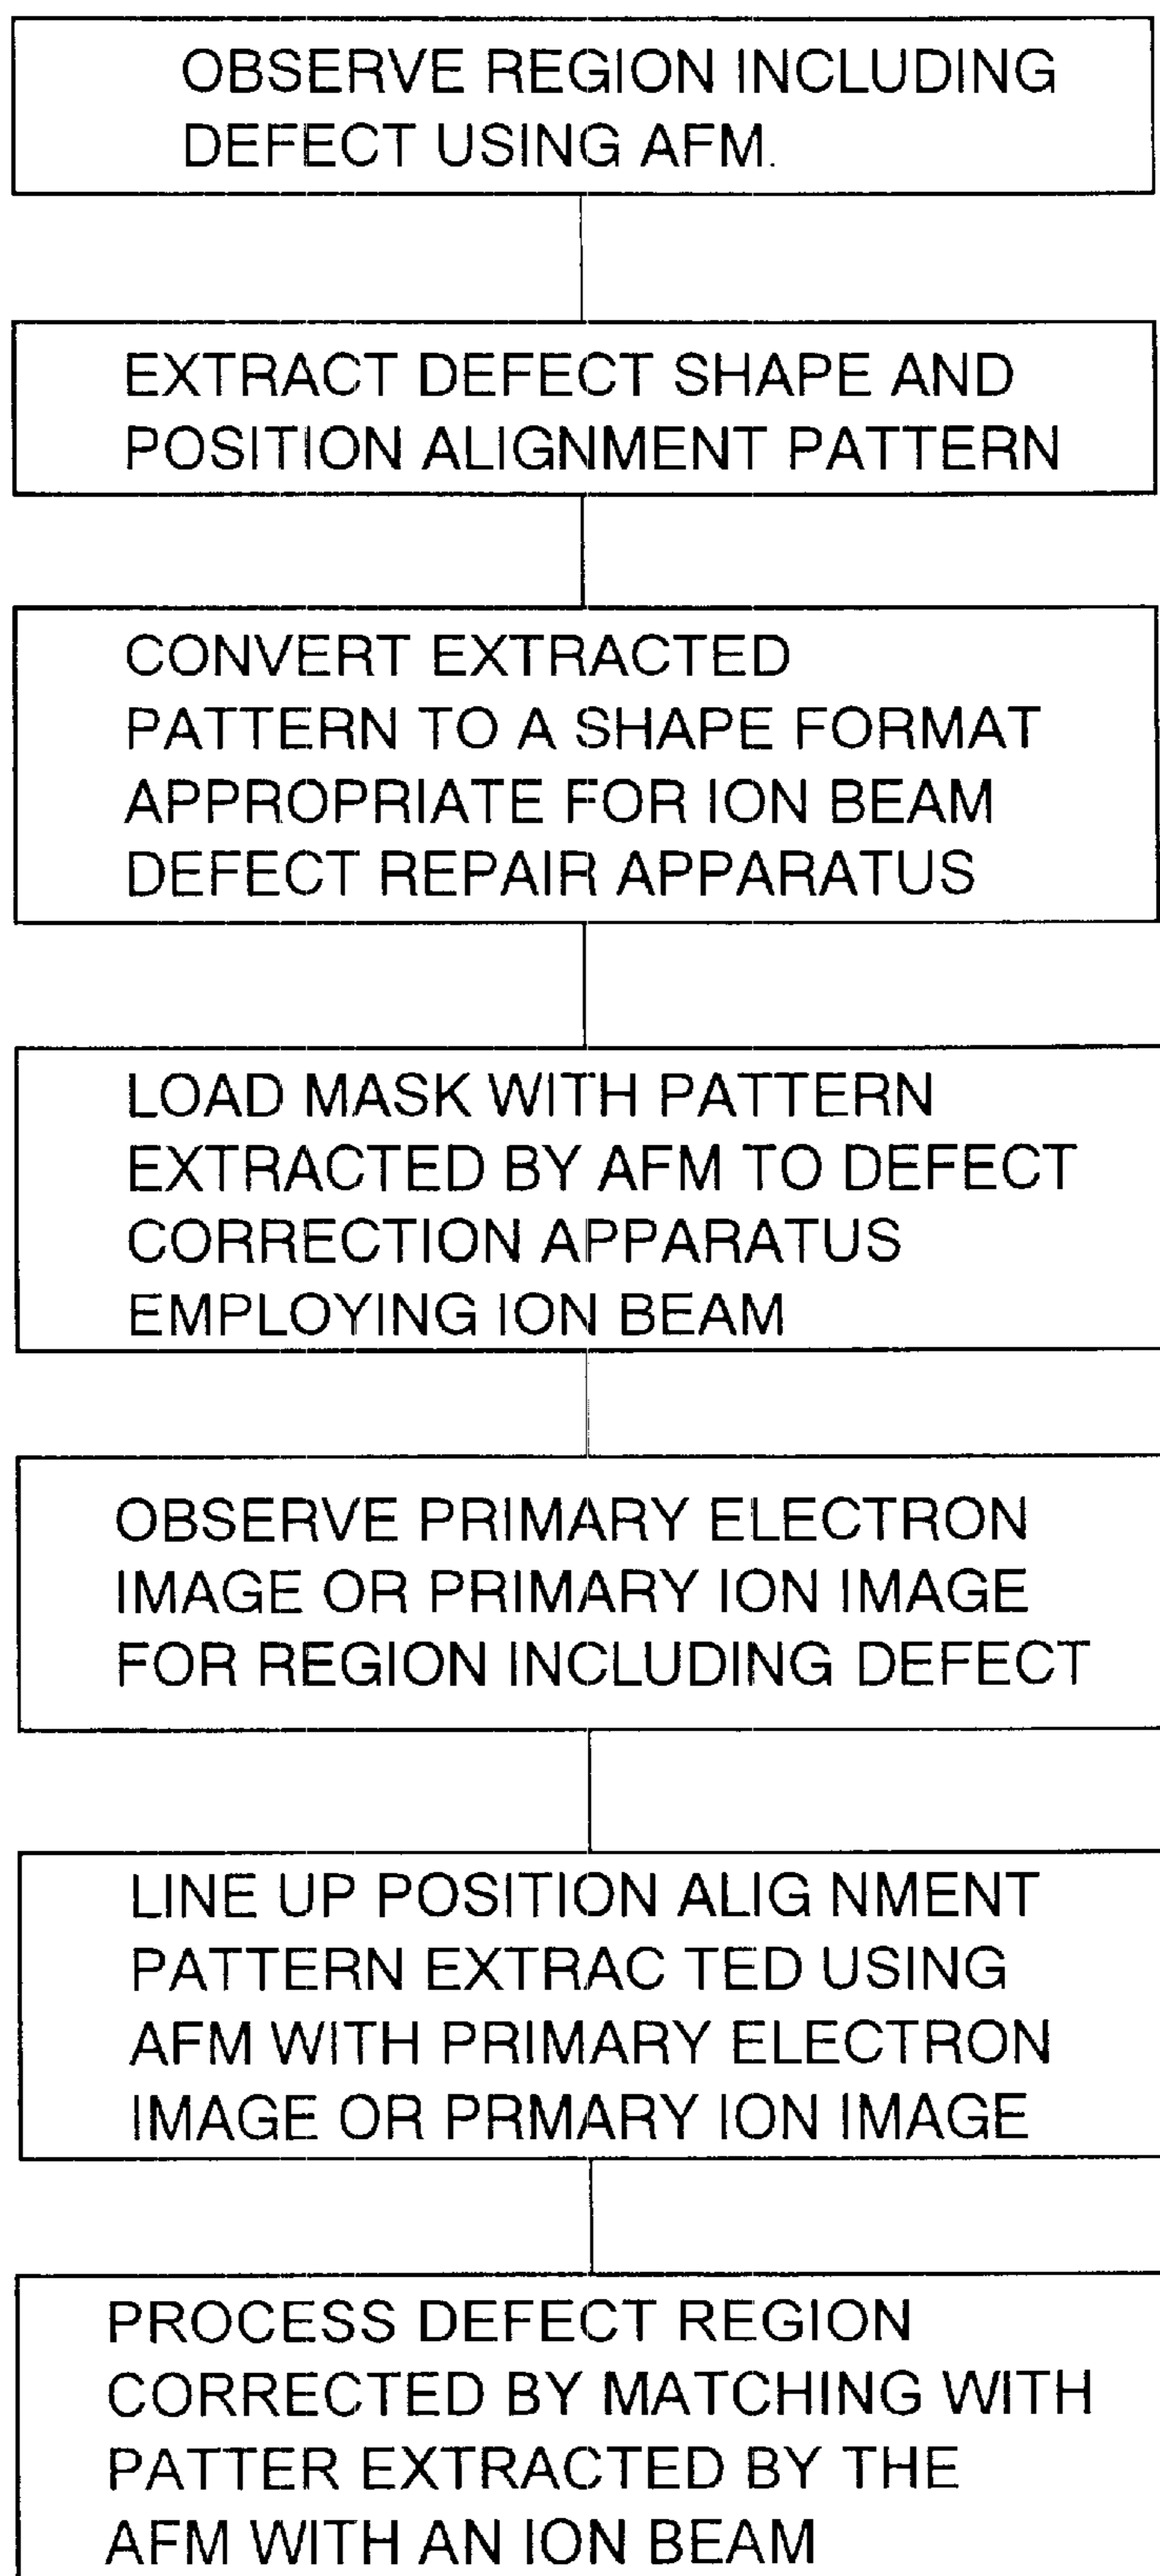 OBSERVE REGION INCLUDING
DEFECT USING AFM.
EXTRACT DEFECT SHAPE AND
POSITION ALIGNMENT PATTERN
CONVERT EXTRACTED
PATTERN TO A SHAPE FORMAT
APPROPRIATE FOR ION BEAM
DEFECT REPAIR APPARATUS
LOAD MASK WITH PATTERN
EXTRACTED BY AFM TO DEFECT
CORRECTION APPARATUS
EMPLOYING ION BEAM
OBSERVE PRIMARY ELECTRON
IMAGE OR PRIMARY ION IMAGE
FOR REGION INCLUDING DEFECT
LINE UP POSITION ALIG NMENT
PATTERN EXTRAC TED USING
AFM WITH PRIMARY ELECTRON
IMAGE OR PRMARY ION IMAGE
PROCESS DEFECT REGION
CORRECTED BY MATCHING WITH
PATTER EXTRACTED BY THE
AFM WITH AN ION BEAM